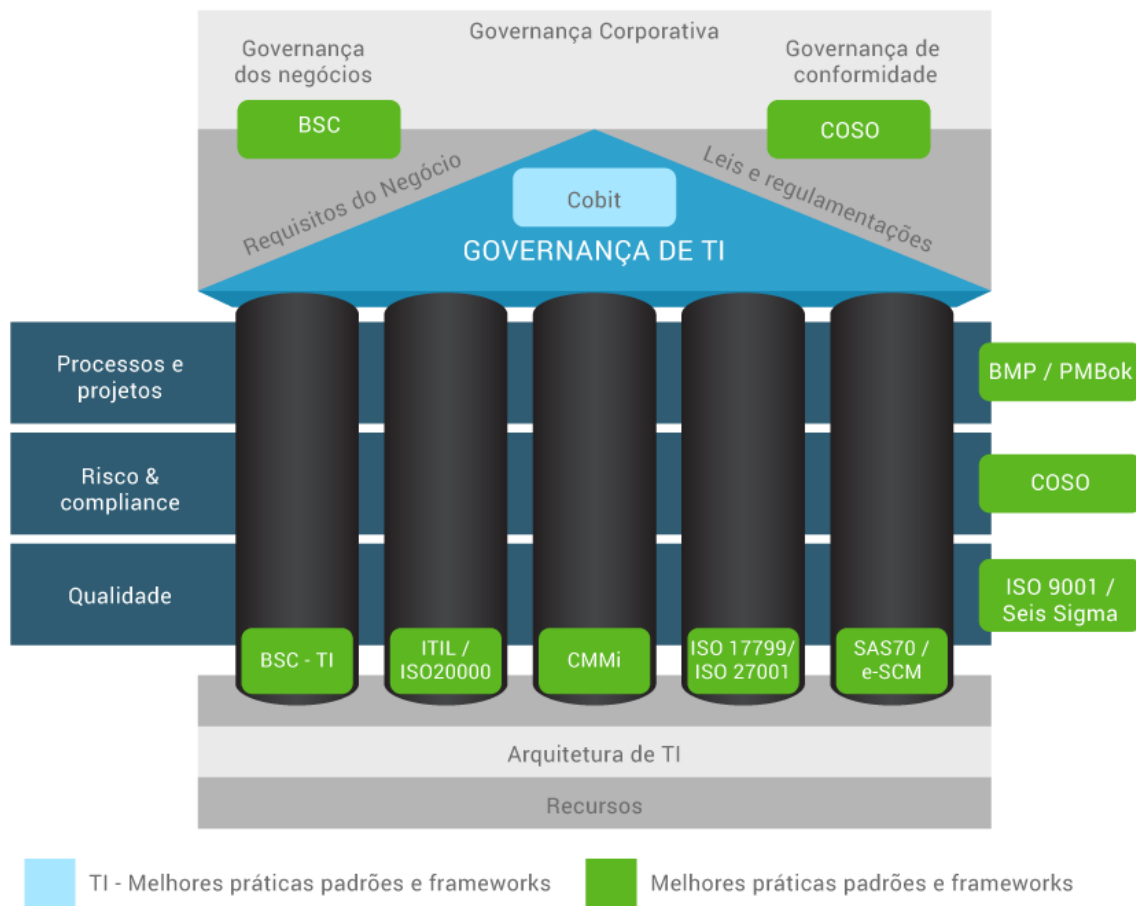 Governança Corporativa
Governança
dos negócios
Governança de
conformidade
BSC
COSO
Requisitos do Negócio
Leis e regulamentações
Cobit
GOVERNANÇA DE TI
Processos e
projetos
BMP / PMBok
Risco &
compliance
COSO
Qualidade
ISO 9001 /
Seis Sigma
BSC - TI
ITIL /
ISO20000
CMMi
ISO 17799/
ISO 27001
SAS70 /
e-SCM
Arquitetura de TI
Recursos
TI - Melhores práticas padrões e frameworks
Melhores práticas padrões e frameworks